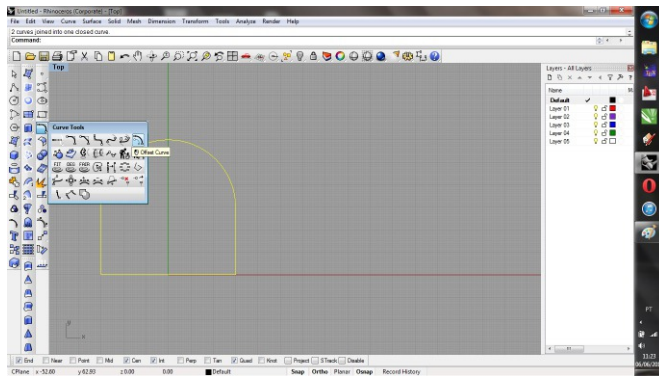 Untitled - Rhinoceros (Corporate) - [Top]
File Edit View Curve Surface Solid Mesh Dimension Transform Tools Analyze Render Help
2 curves joined into one closed curve.
Command:
Top
Curve Tools
Offset Curve
Layers - All Layers
Name
Default
Layer 01
Layer 02
Layer 03
Layer 04
Layer 05
PT
11:23
End Near Point Mid Cen Int Perp Tan Quad Knot Project STrack Disable
CPlane x -52.60 y 62.93 z 0.00 0.00 Default Snap Ortho Planar Osnap Record History